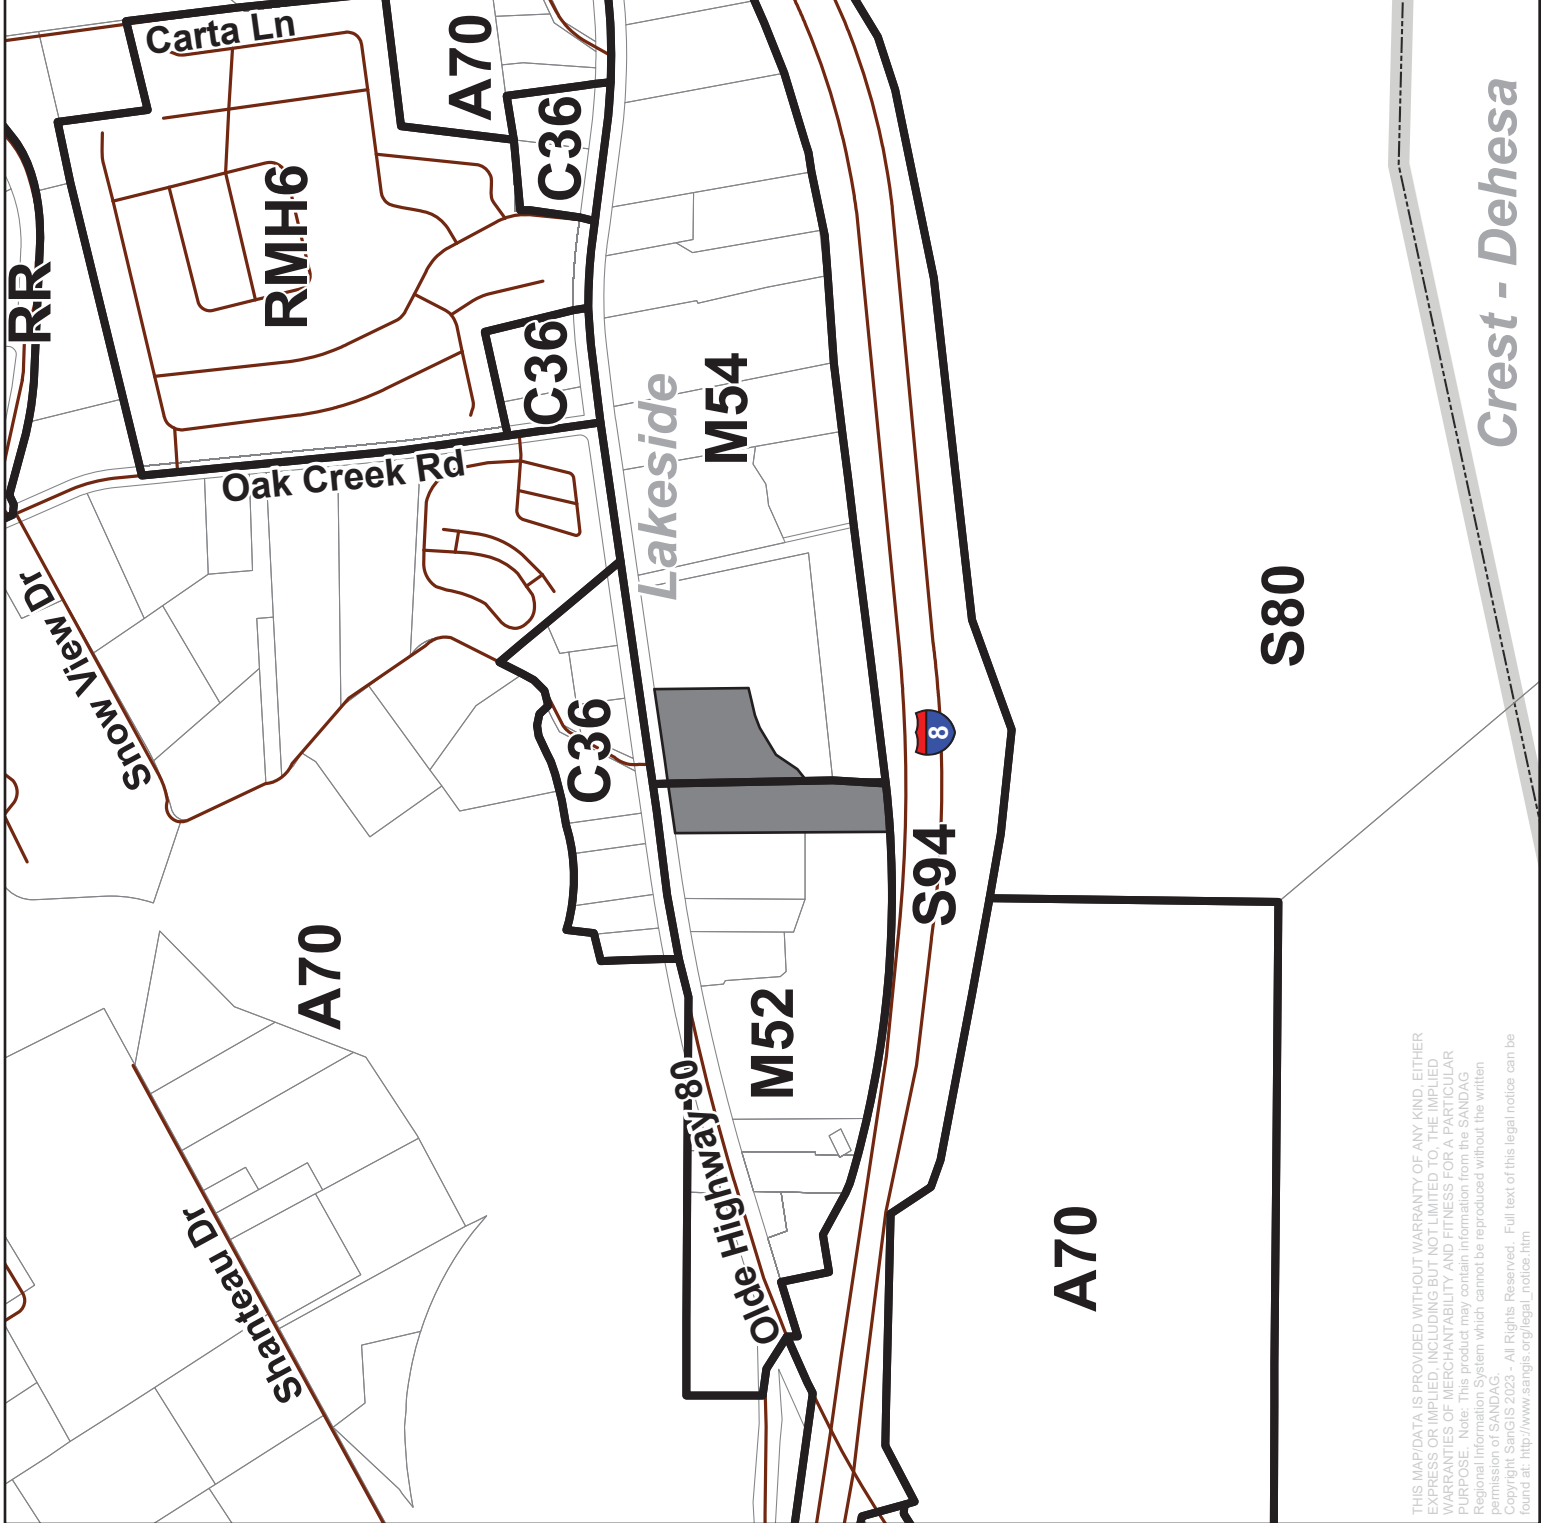 Carta Ln
A70
C36
RR
RMH6
C36
M54
Lakeside
Oak Creek Rd
Snow View Dr
C36
8
S94
S80
Crest - Dehesa
A70
M52
Olde Highway 80
Shanteau Dr
A70
THIS MAP/DATA IS PROVIDED WITHOUT WARRANTY OF ANY KIND, EITHER
EXPRESS OR IMPLIED, INCLUDING BUT NOT LIMITED TO, THE IMPLIED
WARRANTIES OF MERCHANTABILITY AND FITNESS FOR A PARTICULAR
PURPOSE. Note: This product may contain information from the SANDAG
Regional Information System which cannot be reproduced without the written
permission of SANDAG.
Copyright SanGIS 2023 - All Rights Reserved. Full text of this legal notice can be
found at: http://www.sangis.org/legal_notice.htm